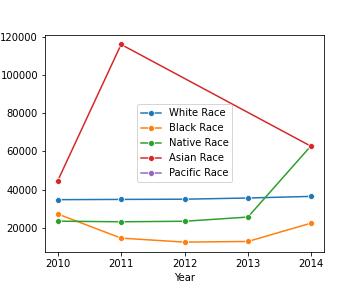 120000
100000
80000
60000
40000
20000
White Race
Black Race
Native Race
Asian Race
Pacific Race
2010 2011 2012 2013 2014
Year